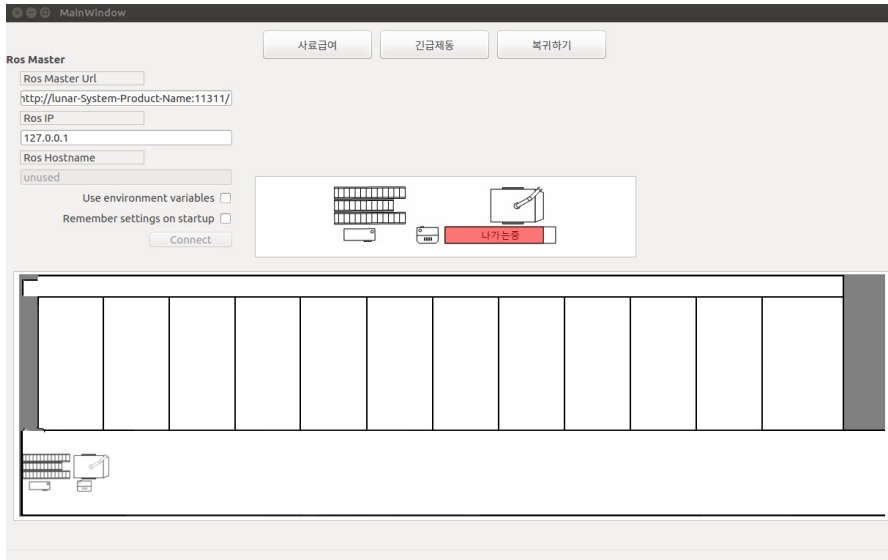 MainWindow
사료급여
긴급제동
복귀하기
Ros Master
Ros Master Url
http://lunar-System-Product-Name:11311/
Ros IP
127.0.0.1
Ros Hostname
unused
Use environment variables
Remember settings on startup
Connect
나가는중